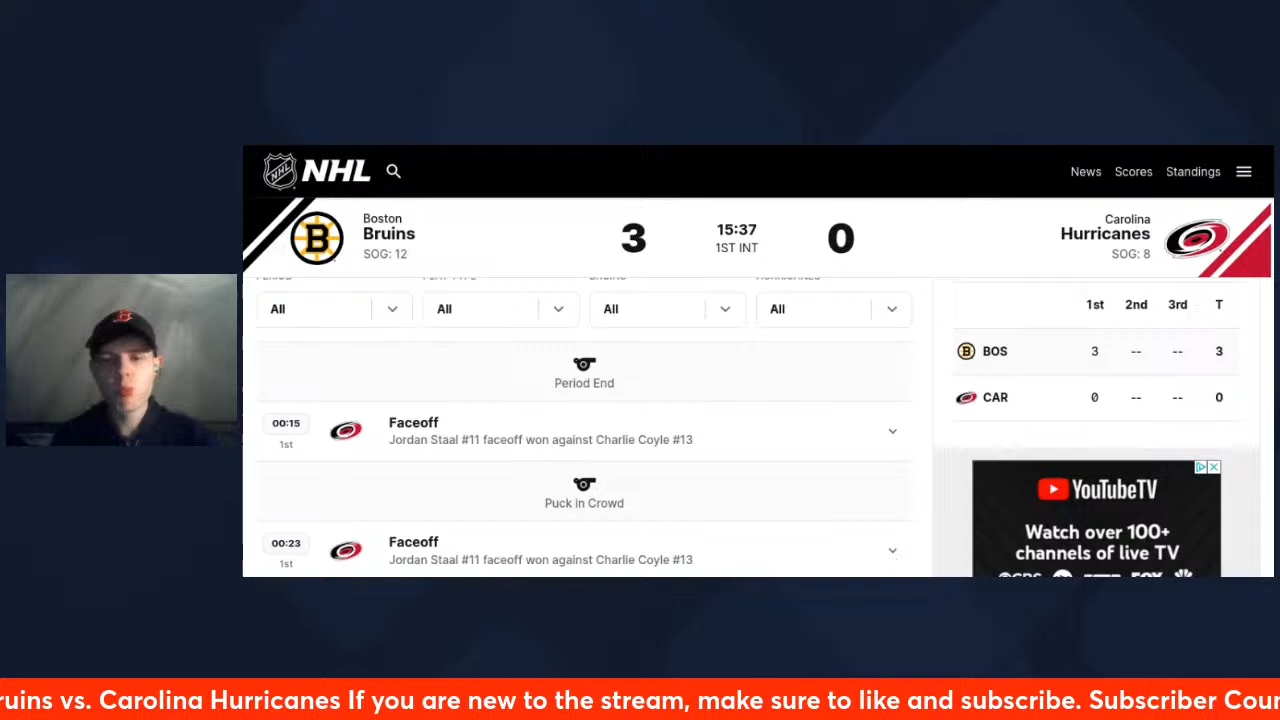 NHL
News Scores Standings
Boston
Bruins
SOG: 12
3
15:37
1ST INT
0
Carolina
Hurricanes
SOG: 8
All
All
All
All
Period End
00:15
1st
Faceoff
Jordan Staal #11 faceoff won against Charlie Coyle #13
Puck in Crowd
00:23
1st
Faceoff
Jordan Staal #11 faceoff won against Charlie Coyle #13
1st 2nd 3rd T
BOS 3 -- -- 3
CAR 0 -- -- 0
YouTubeTV
Watch over 100+
channels of live TV
ruins vs. Carolina Hurricanes If you are new to the stream, make sure to like and subscribe. Subscriber Cou